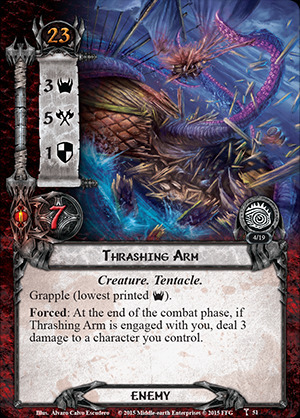 23
3
5
1
7
4/19
Thrashing Arm
Creature. Tentacle.
Grapple (lowest printed ).
Forced: At the end of the combat phase, if
Thrashing Arm is engaged with you, deal 3
damage to a character you control.
ENEMY
Illus. Alvaro Calvo Escudero © 2015 Middle-earth Enterprises © 2015 FFG 51